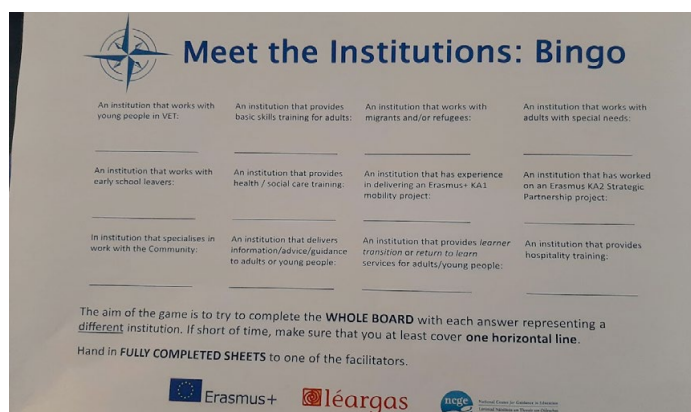 Meet the Institutions: Bingo
An institution that works with
young people in VET:
An institution that provides
basic skills training for adults:
An institution that works with
migrants and/or refugees:
An institution that works with
adults with special needs:
An institution that works with
early school leavers:
An institution that provides
health / social care training:
An institution that has experience
in delivering an Erasmus+ KA1
mobility project:
An institution that has worked
on an Erasmus KA2 Strategic
Partnership project:
In institution that specialises in
work with the Community:
An institution that delivers
information/advice/guidance
to adults or young people:
An institution that provides learner
transition or return to learn
services for adults/young people:
An institution that provides
hospitality training:
The aim of the game is to try to complete the WHOLE BOARD with each answer representing a
different institution. If short of time, make sure that you at least cover one horizontal line.
Hand in FULLY COMPLETED SHEETS to one of the facilitators.
Erasmus+
léargas
ncge
National Centre for Guidance in Education